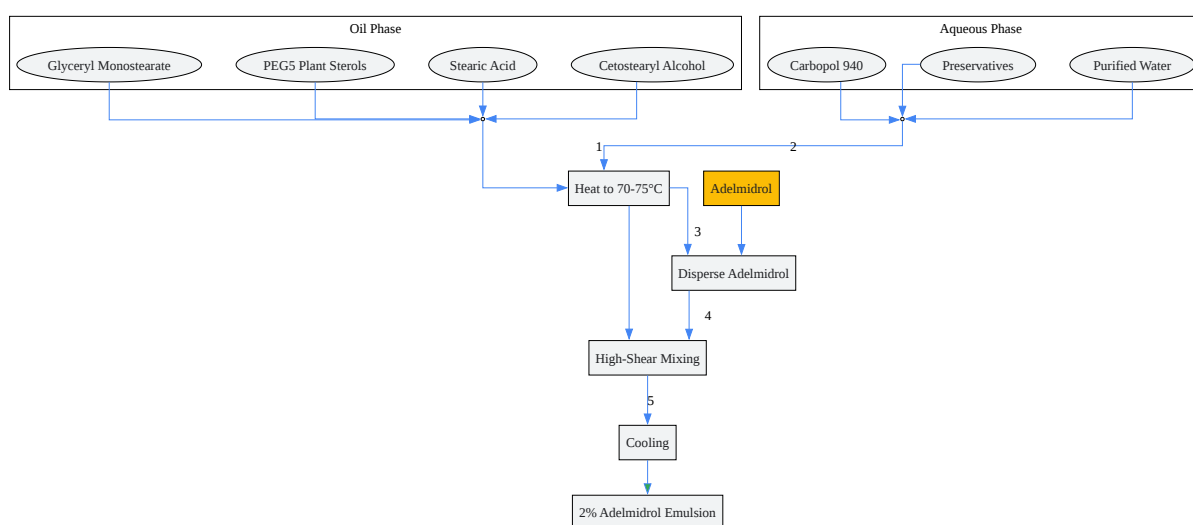 Oil Phase
Aqueous Phase
Glyceryl Monostearate
PEG5 Plant Sterols
Stearic Acid
Cetostearyl Alcohol
Carbopol 940
Preservatives
Purified Water
1
2
Heat to 70-75°C
Adelmidrol
3
Disperse Adelmidrol
4
High-Shear Mixing
5
Cooling
2% Adelmidrol Emulsion